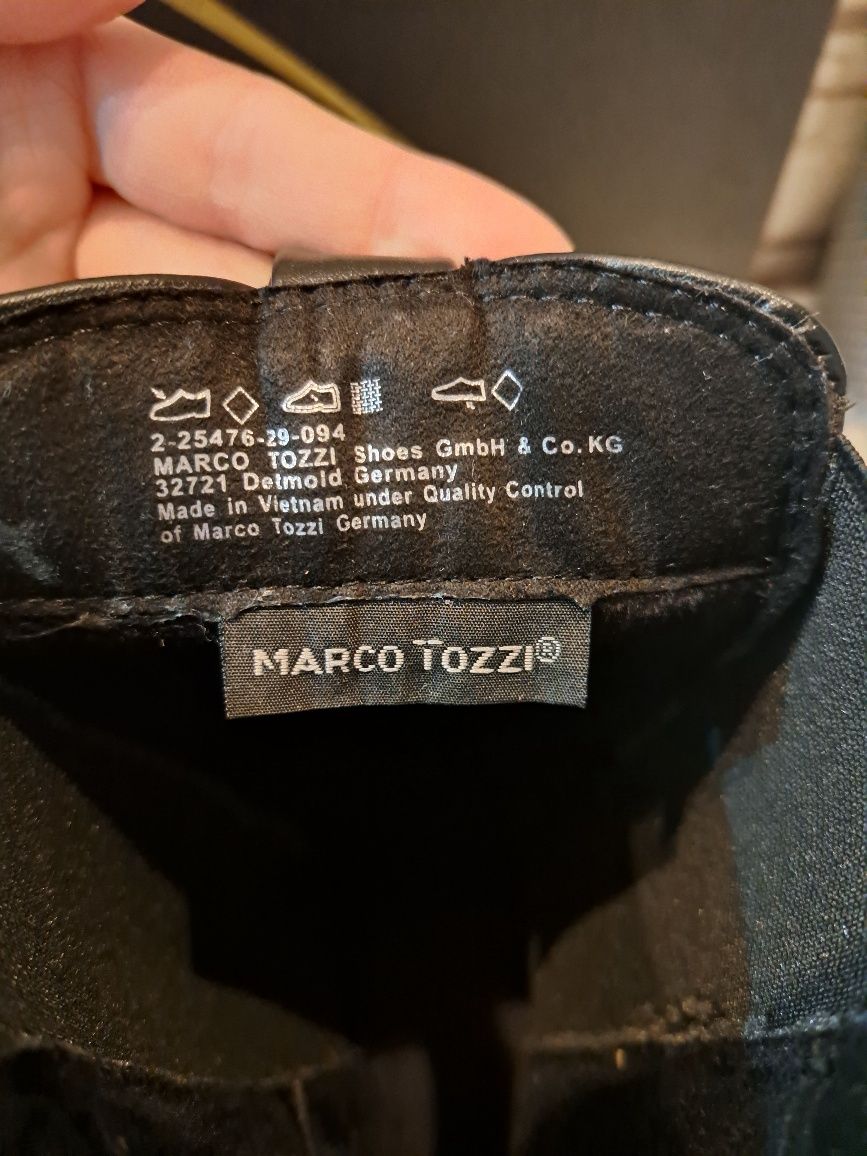 2-25476-29-094
MARCO TOZZI Shoes GmbH & Co. KG
32721 Detmold Germany
Made in Vietnam under Quality Control
of Marco Tozzi Germany
MARCO TOZZI®